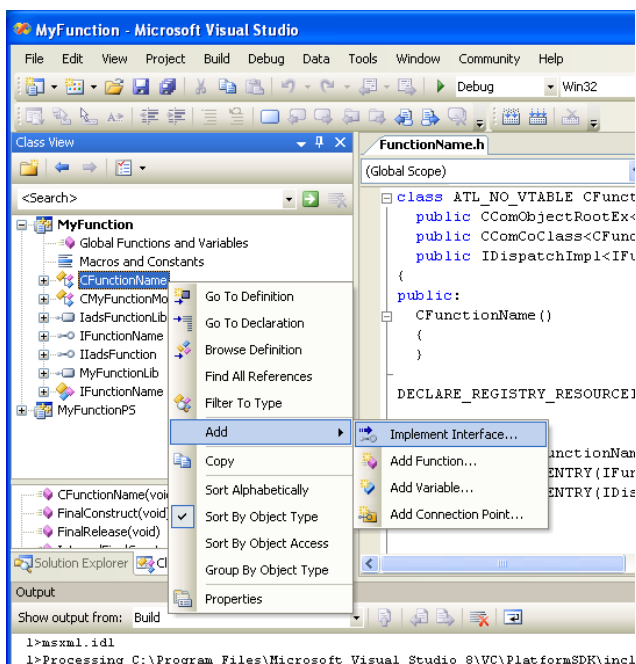 MyFunction - Microsoft Visual Studio
File Edit View Project Build Debug Data Tools Window Community Help
Debug Win32
Class View
FunctionName.h
(Global Scope)
<Search>
MyFunction
Global Functions and Variables
Macros and Constants
CFunctionName
CMyFunctionMo
IadsFunctionLib
IFunctionName
IIadsFunction
MyFunctionLib
IFunctionName
MyFunctionPS
class ATL_NO_VTABLE CFunct
public CComObjectRootEx<
public CComCoClass<CFunc
public IDispatchImpl<IFu
{
public:
CFunctionName()
{
}
DECLARE_REGISTRY_RESOURCEI
unctionNam
ENTRY(IFun
ENTRY(IDis
Go To Definition
Go To Declaration
Browse Definition
Find All References
Filter To Type
Add
Copy
Sort Alphabetically
Sort By Object Type
Sort By Object Access
Group By Object Type
Properties
Implement Interface...
Add Function...
Add Variable...
Add Connection Point...
CFunctionName(void
FinalConstruct(void
FinalRelease(void)
Solution Explorer Cl
Output
Show output from: Build
1>msxml.idl
1>Processing C:\Program Files\Microsoft Visual Studio 8\VC\PlatformSDK\incl